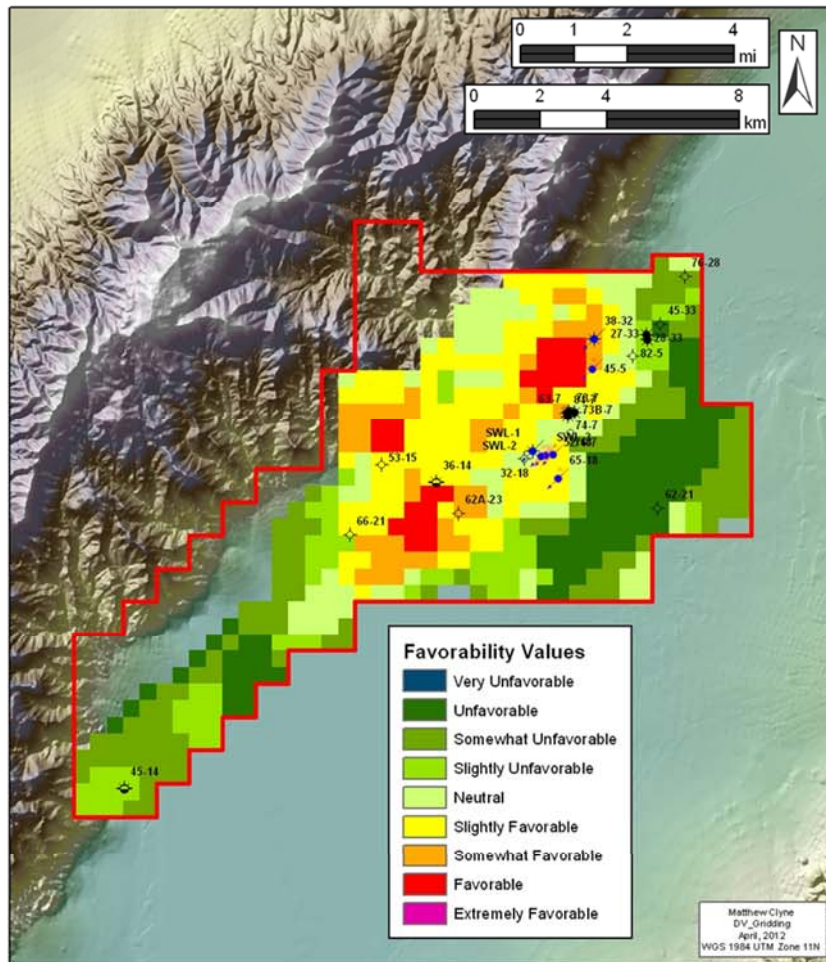 0 1 2 4
mi
N
0 2 4 8
km
76-28
45-33
38-32
27-33
28-33
82-5
45-5
73B-7
74-7
SWL-1
SWL-2
32-18
65-18
53-15
36-14
62A-23
62-21
66-21
45-14
Favorability Values
Very Unfavorable
Unfavorable
Somewhat Unfavorable
Slightly Unfavorable
Neutral
Slightly Favorable
Somewhat Favorable
Favorable
Extremely Favorable
Matthew Clyne
DV_Gridding
April, 2012
WGS 1984 UTM Zone 11N